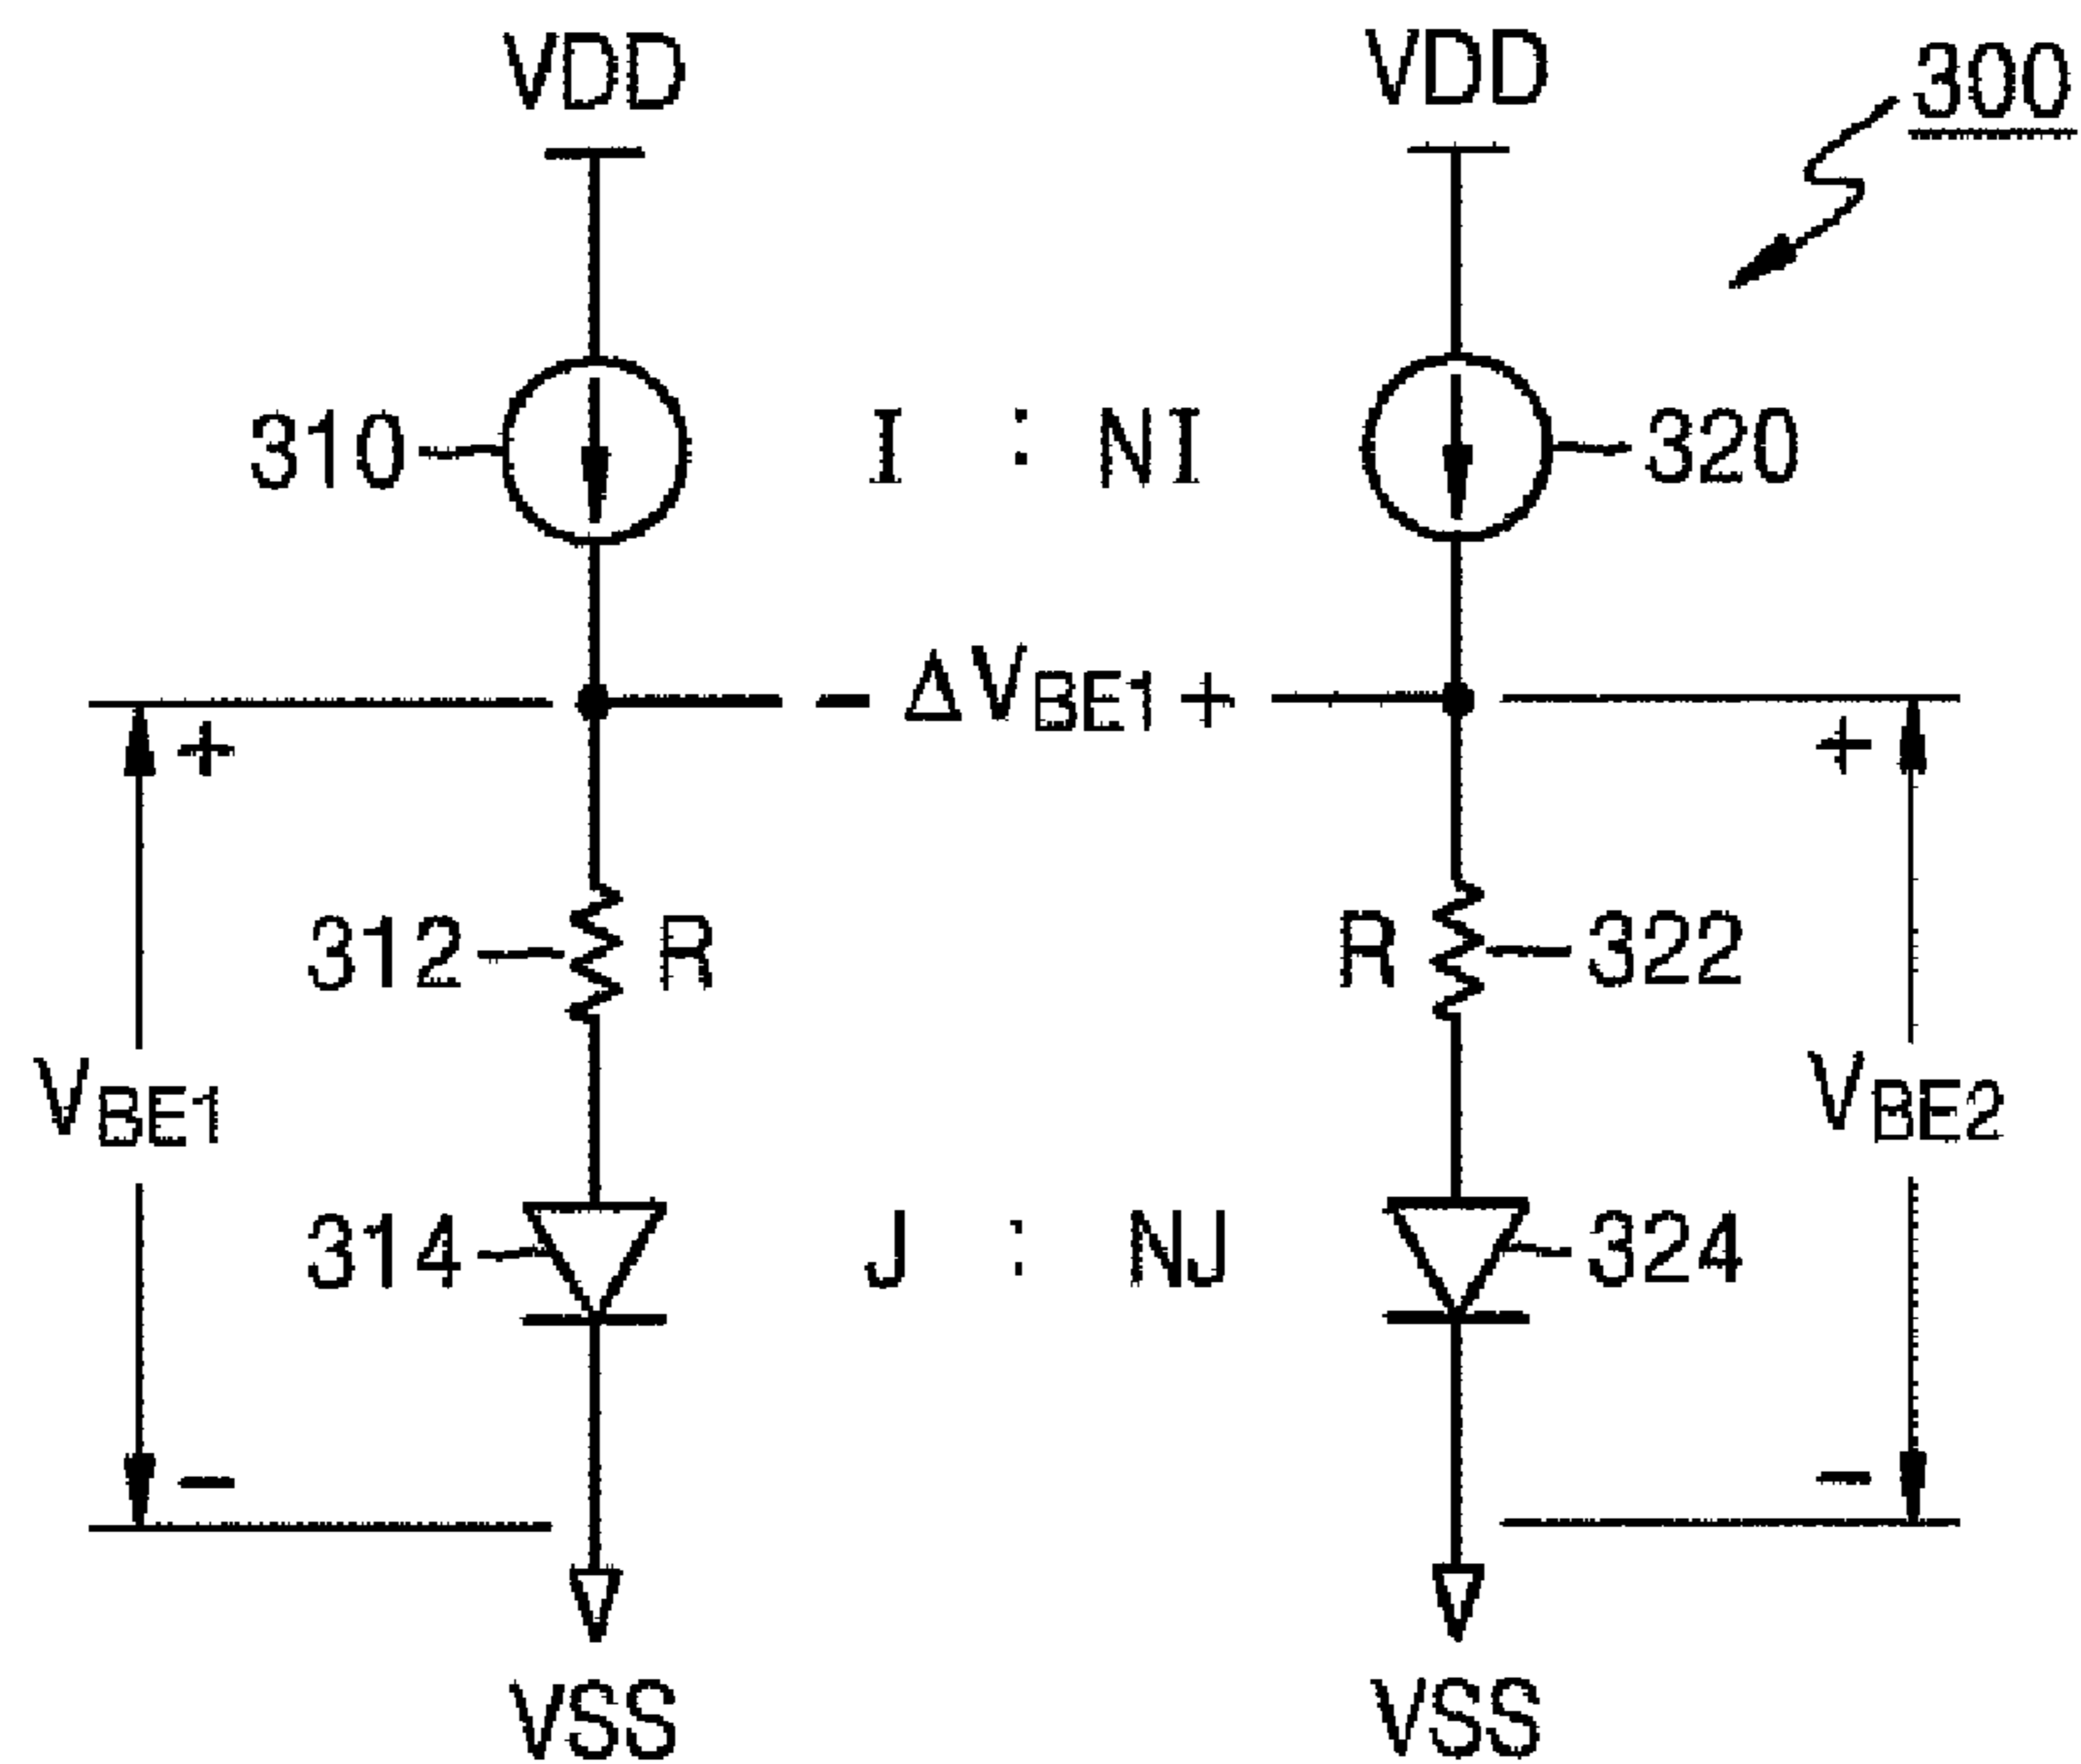 VDD VDD 300
310 I : NI 320
- ΔVBE1 +
+ +
312 R R 322
VBE1 VBE2
314 J : NJ 324
- -
VSS VSS